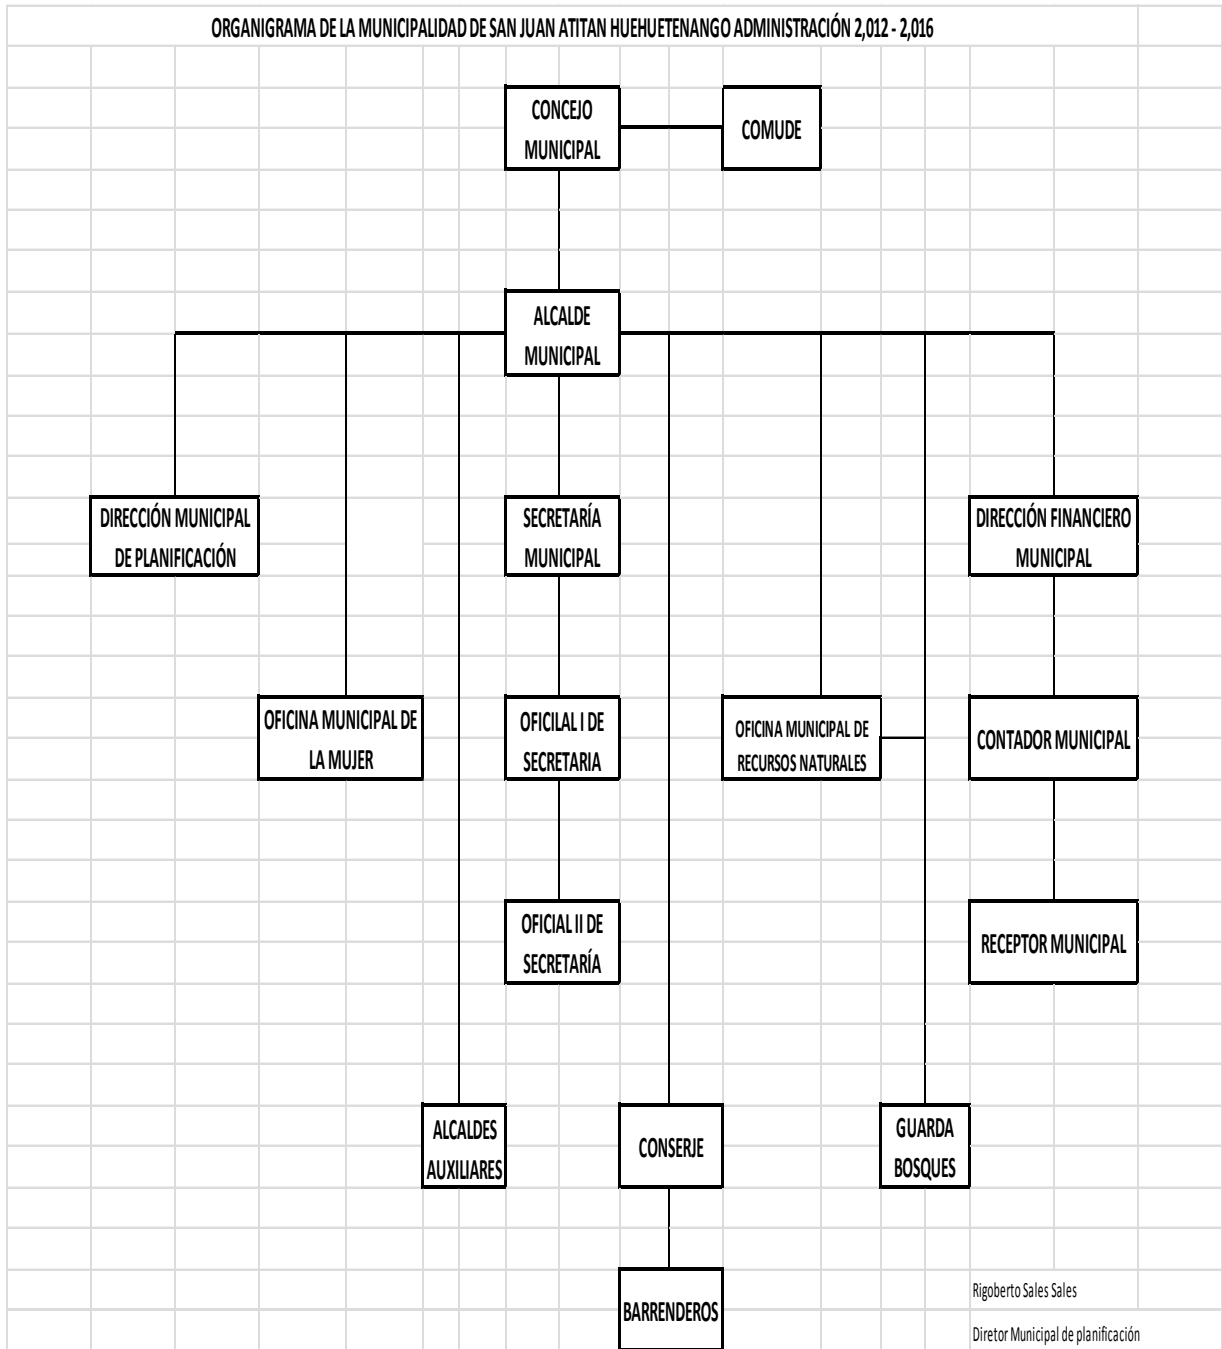 ORGANIGRAMA DE LA MUNICIPALIDAD DE SAN JUAN ATITAN HUEHUETENANGO ADMINISTRACIÓN 2,012 - 2,016
CONCEJO
MUNICIPAL
COMUDE
ALCALDE
MUNICIPAL
DIRECCIÓN MUNICIPAL
DE PLANIFICACIÓN
SECRETARÍA
MUNICIPAL
DIRECCIÓN FINANCIERO
MUNICIPAL
OFICINA MUNICIPAL DE
LA MUJER
OFICILAL I DE
SECRETARIA
OFICINA MUNICIPAL DE
RECURSOS NATURALES
CONTADOR MUNICIPAL
OFICIAL II DE
SECRETARÍA
RECEPTOR MUNICIPAL
ALCALDES
AUXILIARES
CONSERJE
GUARDA
BOSQUES
BARRENDEROS
Rigoberto Sales Sales
Diretor Municipal de planificación